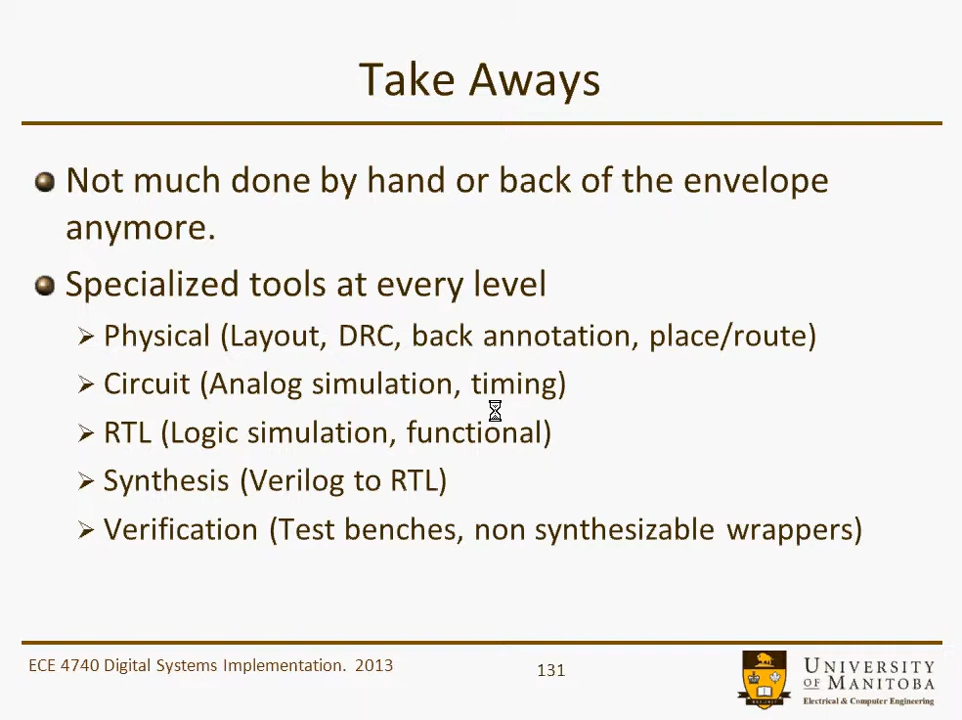 Take Aways
Not much done by hand or back of the envelope
anymore.
Specialized tools at every level
Physical (Layout, DRC, back annotation, place/route)
Circuit (Analog simulation, timing)
RTL (Logic simulation, functional)
Synthesis (Verilog to RTL)
Verification (Test benches, non synthesizable wrappers)
ECE 4740 Digital Systems Implementation. 2013
131
UNIVERSITY
OF MANITOBA
Electrical & Computer Engineering